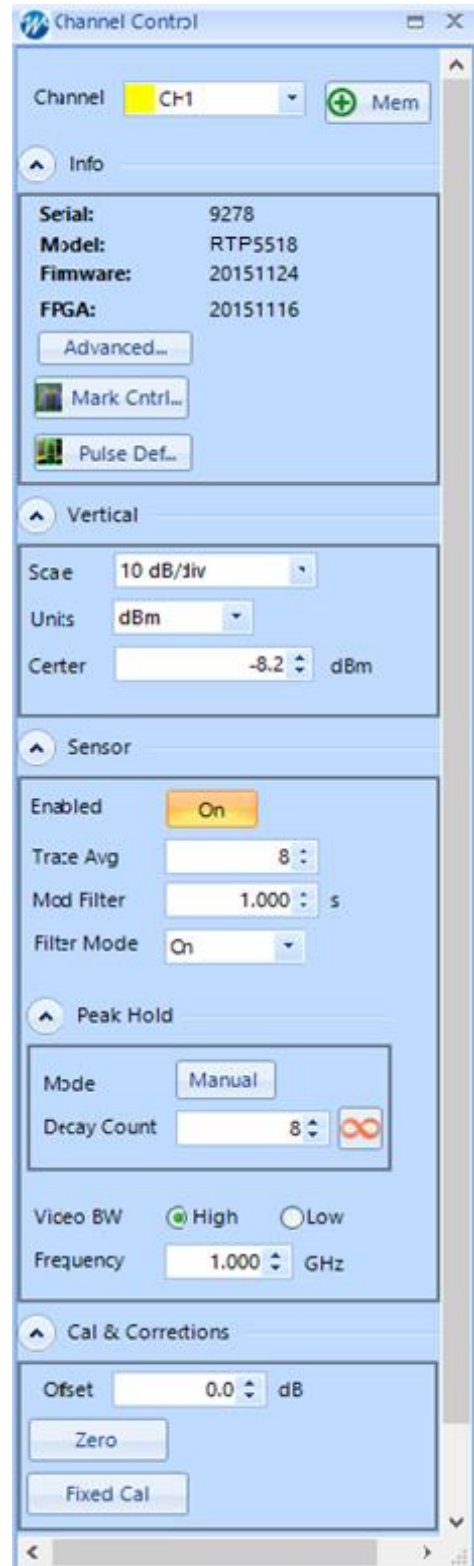 Channel Control
Channel CH1 Mem
Info
Serial: 9278
Model: RTP5518
Firmware: 20151124
FPGA: 20151116
Advanced...
Mark Cntrl...
Pulse Def...
Vertical
Scale 10 dB/div
Units dBm
Center -8.2 dBm
Sensor
Enabled On
Trace Avg 8
Mod Filter 1.000 s
Filter Mode On
Peak Hold
Mode Manual
Decay Count 8 ∞
Video BW High Low
Frequency 1.000 GHz
Cal & Corrections
Offset 0.0 dB
Zero
Fixed Cal